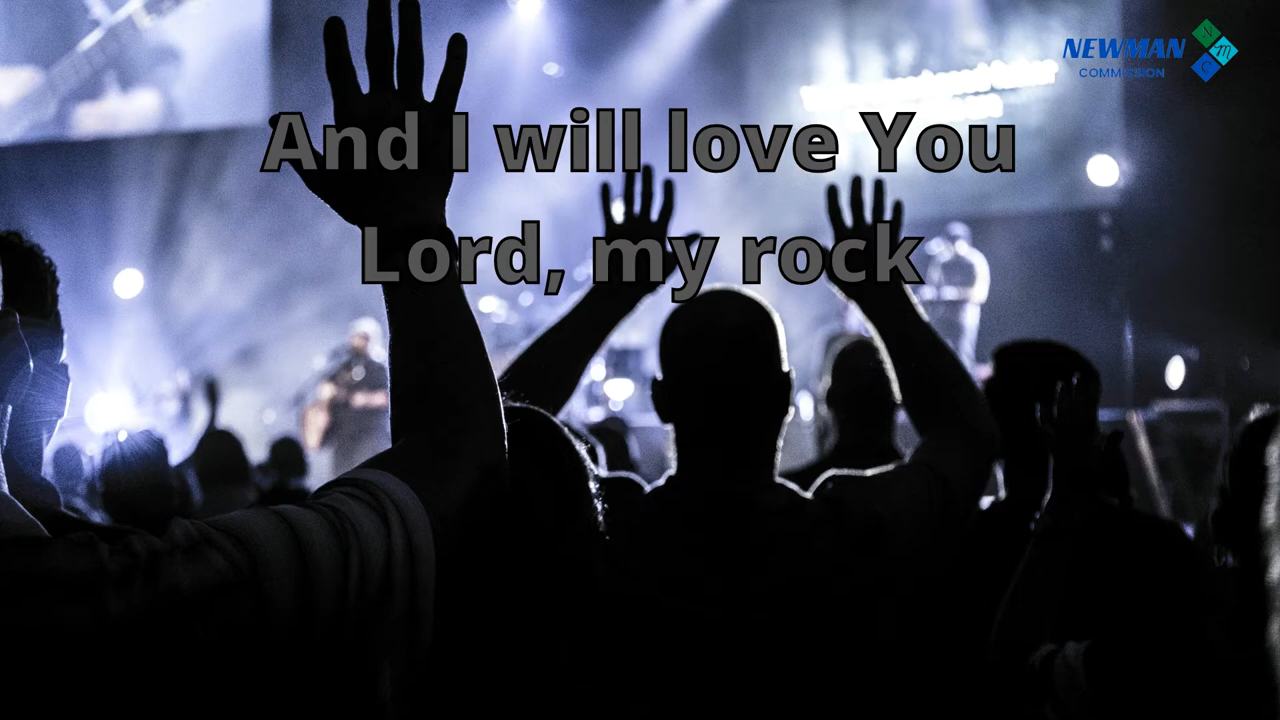 NEWMAN
COMMISSION
N
M
C
And I will love You
Lord, my rock